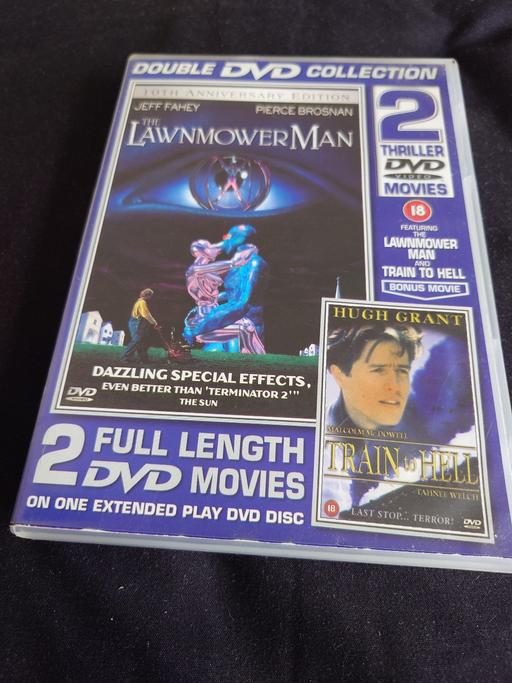 DOUBLE DVD COLLECTION
10TH ANNIVERSARY EDITION
JEFF FAHEY PIERCE BROSNAN
THE
LAWNMOWER MAN
DAZZLING SPECIAL EFFECTS,
EVEN BETTER THAN 'TERMINATOR 2'"
THE SUN
DVD
2
THRILLER
DVD
VIDEO
MOVIES
18
FEATURING
THE
LAWNMOWER
MAN
AND
TRAIN TO HELL
BONUS MOVIE
HUGH GRANT
MALCOLM McDOWELL
TRAIN to HELL
TAHNEE WELCH
LAST STOP... TERROR!
18
DVD
2 FULL LENGTH
DVD MOVIES
ON ONE EXTENDED PLAY DVD DISC